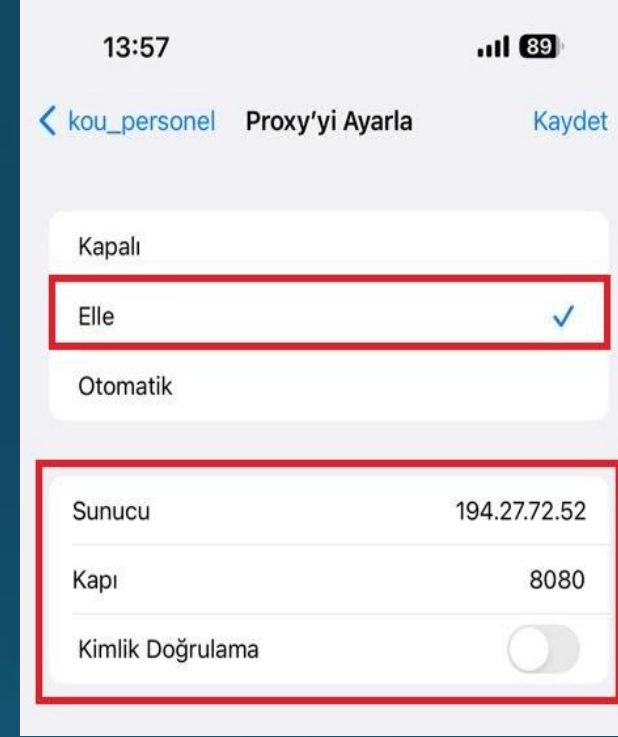 13:57 89
kou_personel Proxy’yi Ayarla Kaydet
Kapalı
Elle
Otomatik
Sunucu 194.27.72.52
Kapı 8080
Kimlik Doğrulama